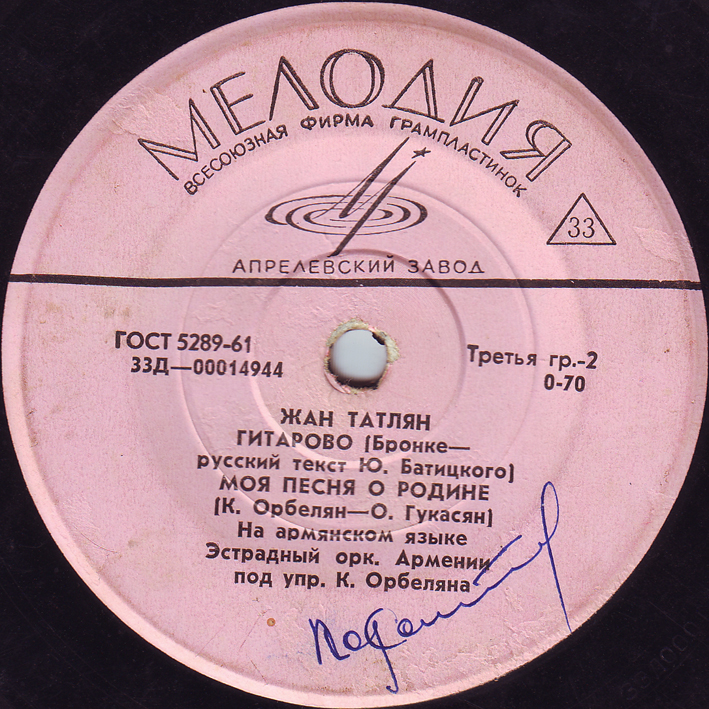 МЕЛОДИЯ
ВСЕСОЮЗНАЯ ФИРМА ГРАМПЛАСТИНОК
33
АПРЕЛЕВСКИЙ ЗАВОД
ГОСТ 5289-61
33Д—00014944
Третья гр.-2
0-70
ЖАН ТАТЛЯН
ГИТАРОВО (Бронке—
русский текст Ю. Батицкого)
МОЯ ПЕСНЯ О РОДИНЕ
(К. Орбелян—О. Гукасян)
На армянском языке
Эстрадный орк. Армении
под упр. К. Орбеляна